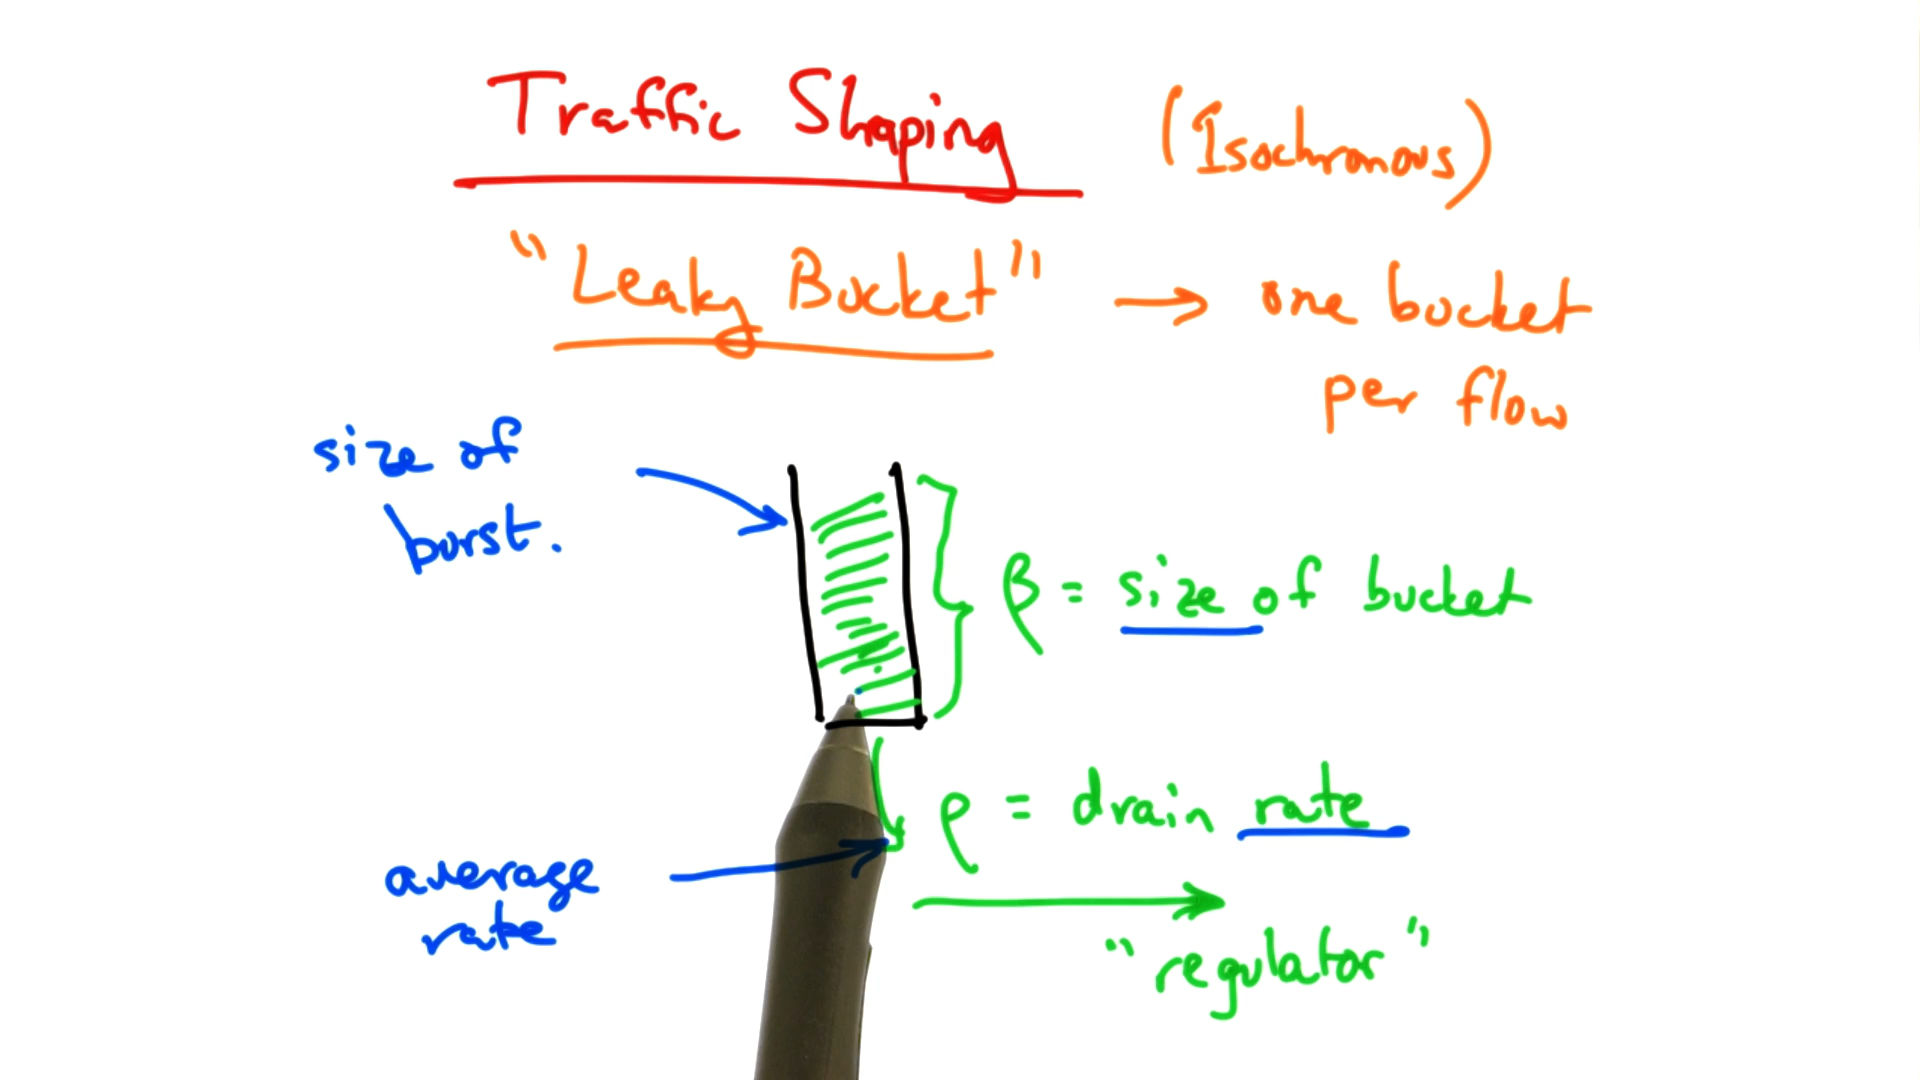 Traffic Shaping (Isochronous)
"Leaky Bucket" → one bucket
per flow
size of
burst.
β = size of bucket
ρ = drain rate
average
rate
"regulator"